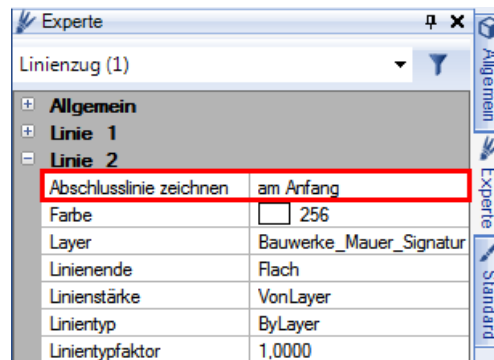 Experte
Linienzug (1)
Allgemein
Linie 1
Linie 2
Abschlusslinie zeichnen am Anfang
Farbe 256
Layer Bauwerke_Mauer_Signatur
Linienende Flach
Linienstärke VonLayer
Linientyp ByLayer
Linientypfaktor 1,0000
Allgemein
Experte
Standard